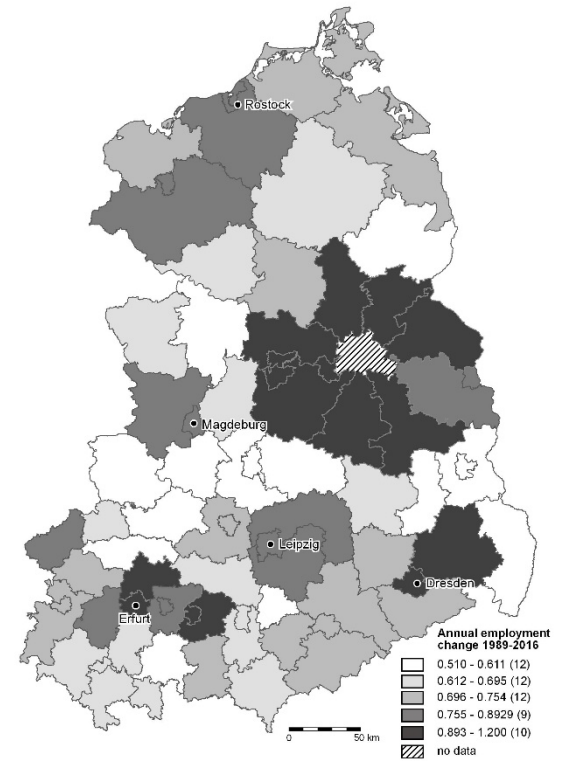 Rostock
Magdeburg
Leipzig
Dresden
Erfurt
Annual employment
change 1989-2016
0.510 - 0.611 (12)
0.612 - 0.695 (12)
0.696 - 0.754 (12)
0.755 - 0.8929 (9)
0.893 - 1.200 (10)
no data
0 50 km